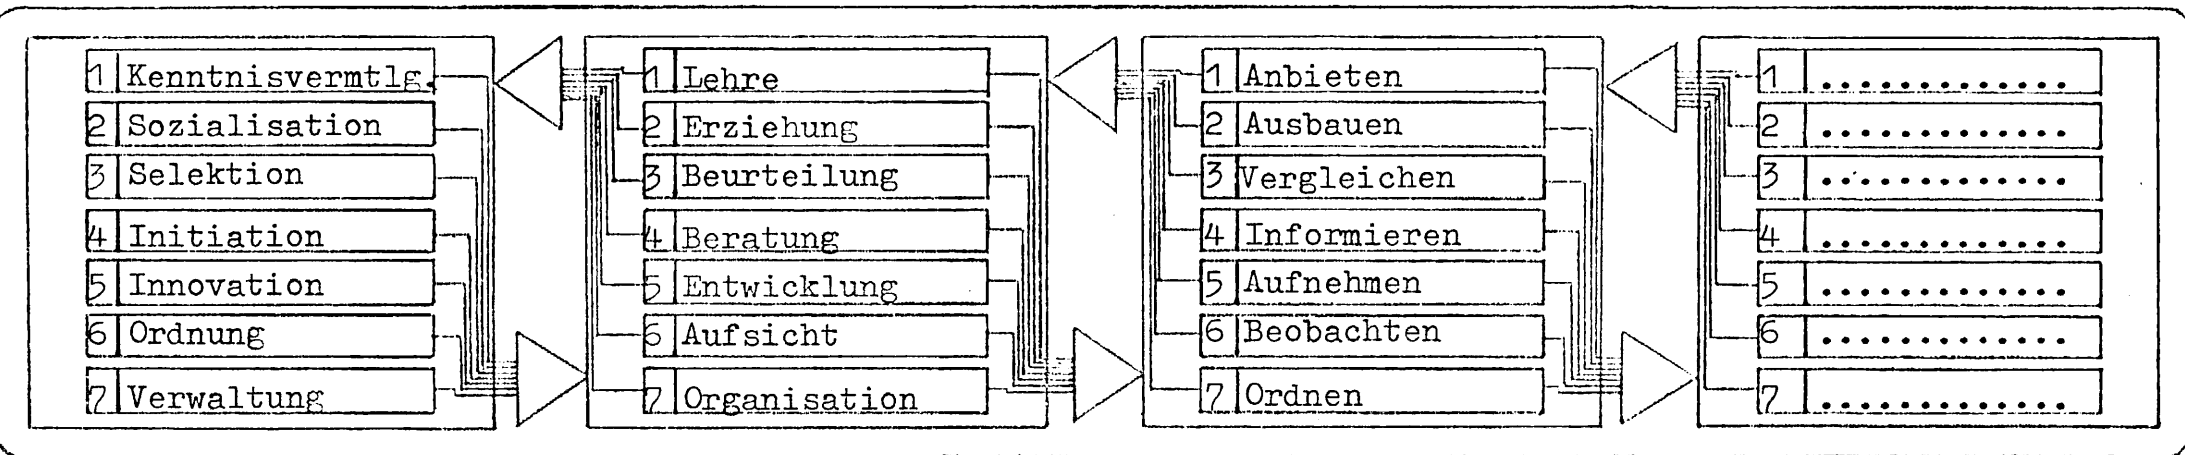 1 Kenntnisvermtlg.
2 Sozialisation
3 Selektion
4 Initiation
5 Innovation
6 Ordnung
7 Verwaltung
1 Lehre
2 Erziehung
3 Beurteilung
4 Beratung
5 Entwicklung
6 Aufsicht
7 Organisation
1 Anbieten
2 Ausbauen
3 Vergleichen
4 Informieren
5 Aufnehmen
6 Beobachten
7 Ordnen
1 .............
2 .............
3 .............
4 .............
5 .............
6 .............
7 .............